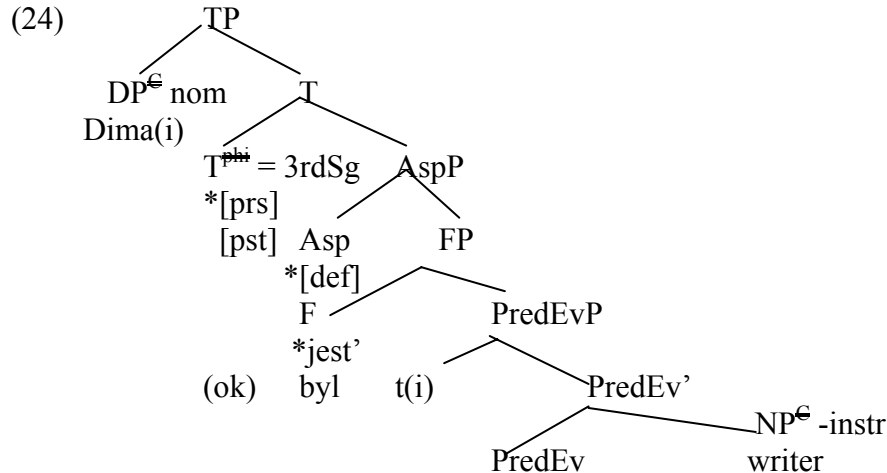 (24) TP
DP^C nom T
Dima(i)
T^phi = 3rdSg AspP
*[prs]
[pst] Asp FP
*[def]
F PredEvP
*jest’
(ok) byl t(i) PredEv’
NP^C -instr
PredEv writer